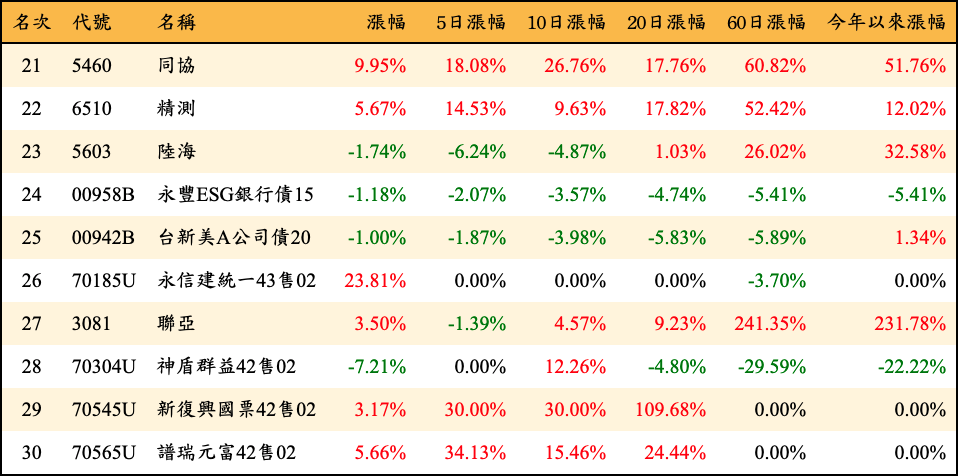 名次 代號 名稱 漲幅 5日漲幅 10日漲幅 20日漲幅 60日漲幅 今年以來漲幅
21 5460 同協 9.95% 18.08% 26.76% 17.76% 60.82% 51.76%
22 6510 精測 5.67% 14.53% 9.63% 17.82% 52.42% 12.02%
23 5603 陸海 -1.74% -6.24% -4.87% 1.03% 26.02% 32.58%
24 00958B 永豐ESG銀行債15 -1.18% -2.07% -3.57% -4.74% -5.41% -5.41%
25 00942B 台新美A公司債20 -1.00% -1.87% -3.98% -5.83% -5.89% 1.34%
26 70185U 永信建統一43售02 23.81% 0.00% 0.00% 0.00% -3.70% 0.00%
27 3081 聯亞 3.50% -1.39% 4.57% 9.23% 241.35% 231.78%
28 70304U 神盾群益42售02 -7.21% 0.00% 12.26% -4.80% -29.59% -22.22%
29 70545U 新復興國票42售02 3.17% 30.00% 30.00% 109.68% 0.00% 0.00%
30 70565U 譜瑞元富42售02 5.66% 34.13% 15.46% 24.44% 0.00% 0.00%